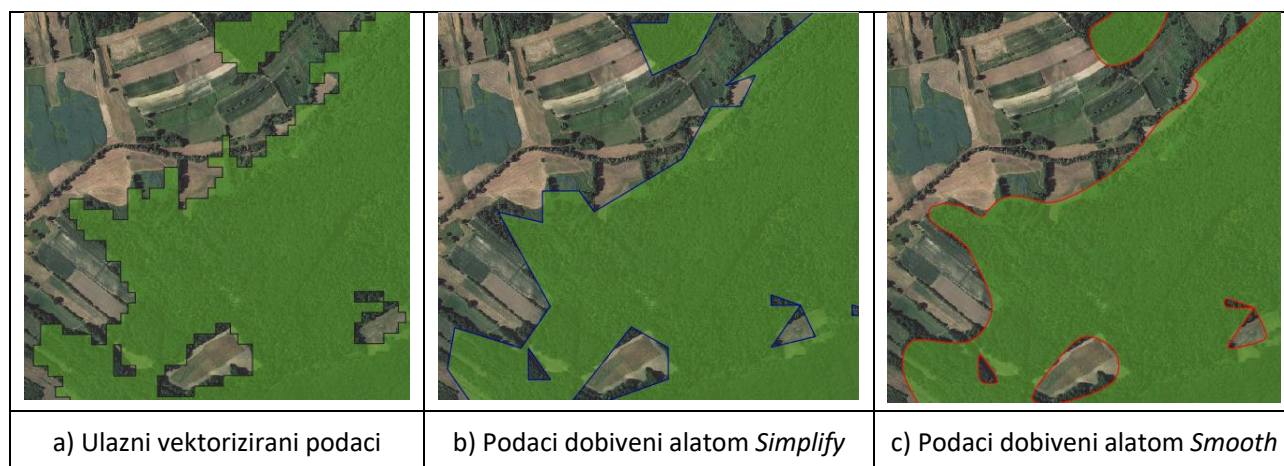 a) Ulazni vektorizirani podaci
b) Podaci dobiveni alatom Simplify
c) Podaci dobiveni alatom Smooth